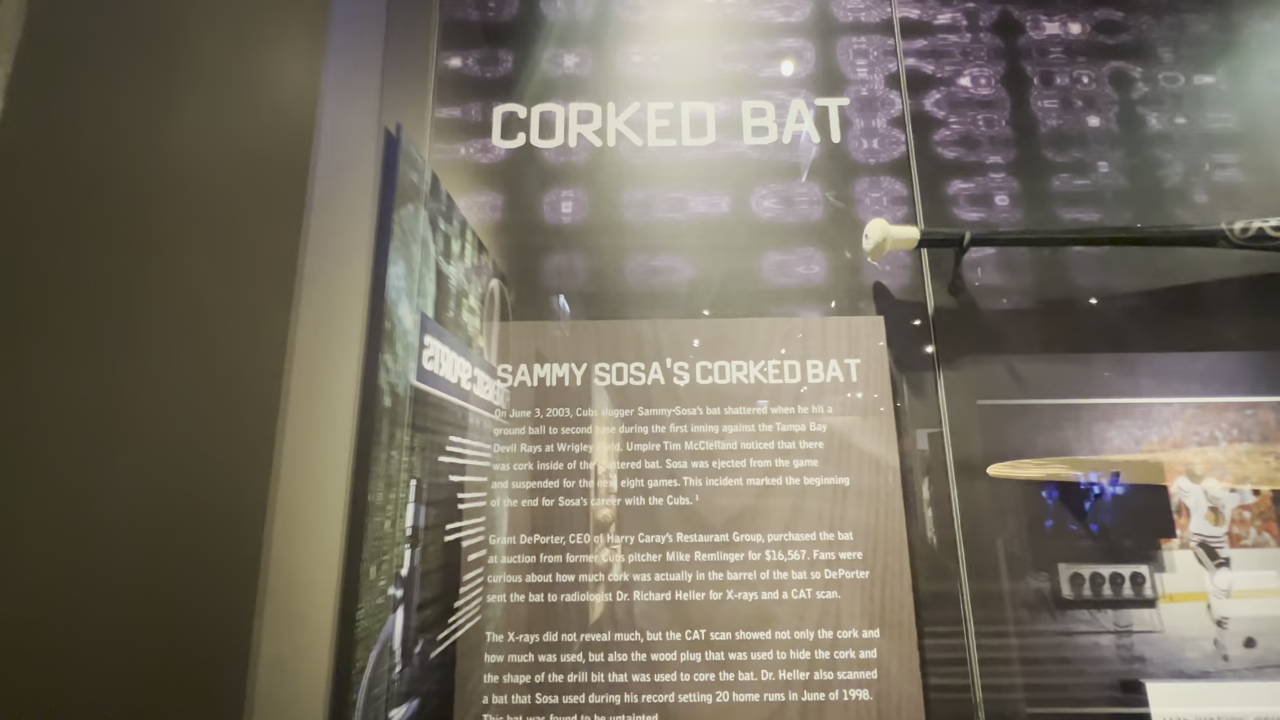 CORKED BAT
SAMMY SOSA'S CORKED BAT
On June 3, 2003, Cubs slugger Sammy Sosa's bat shattered when he hit a
ground ball to second base during the first inning against the Tampa Bay
Devil Rays at Wrigley Field. Umpire Tim McClelland noticed that there
was cork inside of the shattered bat. Sosa was ejected from the game
and suspended for the next eight games. This incident marked the beginning
of the end for Sosa's career with the Cubs. 1
Grant DePorter, CEO of Harry Caray's Restaurant Group, purchased the bat
at auction from former Cubs pitcher Mike Remlinger for $16,567. Fans were
curious about how much cork was actually in the barrel of the bat so DePorter
sent the bat to radiologist Dr. Richard Heller for X-rays and a CAT scan.
The X-rays did not reveal much, but the CAT scan showed not only the cork and
how much was used, but also the wood plug that was used to hide the cork and
the shape of the drill bit that was used to core the bat. Dr. Heller also scanned
a bat that Sosa used during his record setting 20 home runs in June of 1998.
This bat was found to be untainted.
SPORTS